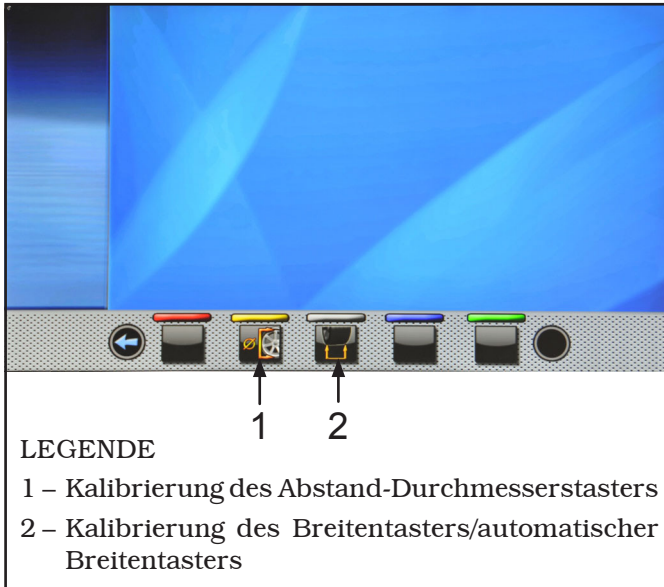 1 2
LEGENDE
1 – Kalibrierung des Abstand-Durchmesserstasters
2 – Kalibrierung des Breitentasters/automatischer
Breitentasters